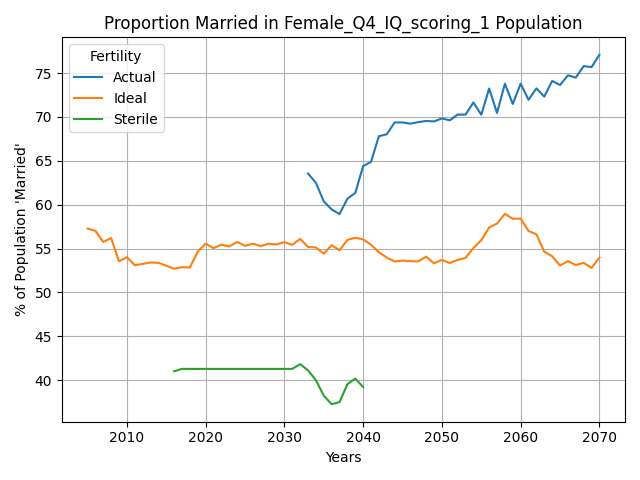 Proportion Married in Female_Q4_IQ_scoring_1 Population
Fertility
Actual
Ideal
Sterile
% of Population 'Married'
75
70
65
60
55
50
45
40
2010
2020
2030
2040
2050
2060
2070
Years